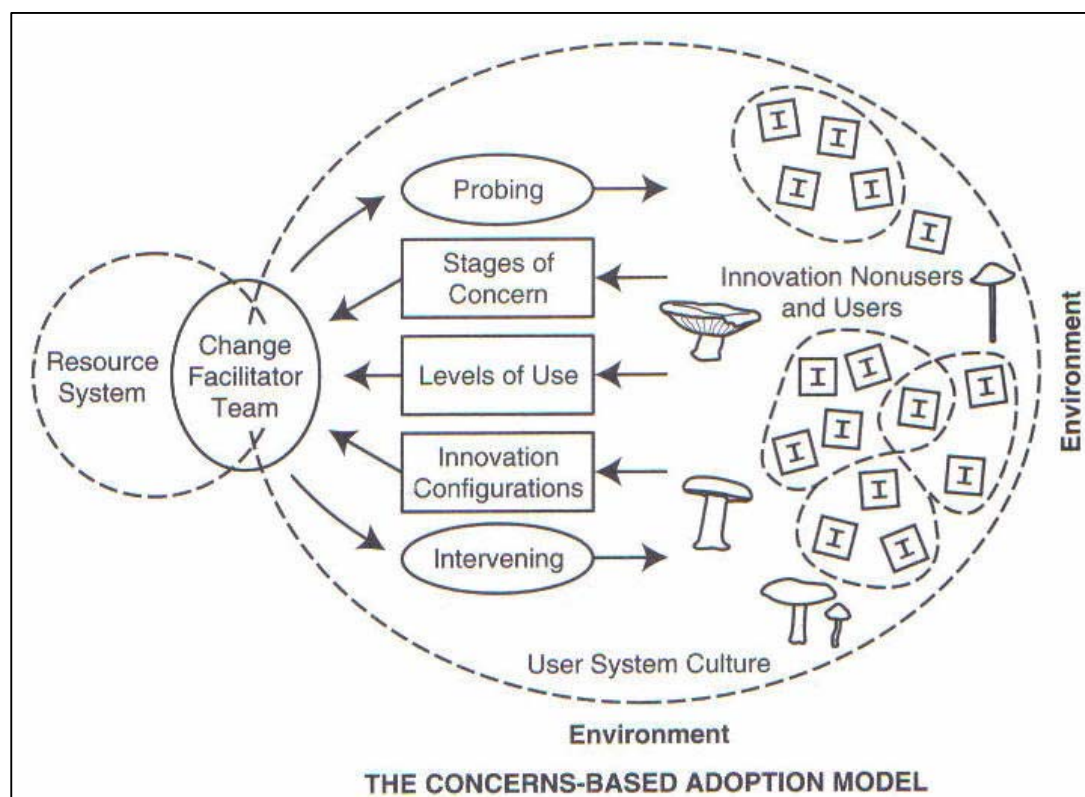 Probing
Stages of
Concern
Levels of Use
Innovation
Configurations
Intervening
Resource
System
Change
Facilitator
Team
I
I
I
I
I
Innovation Nonusers
and Users
I
I
I
I
I
I
I
I
I
I
User System Culture
Environment
Environment
THE CONCERNS-BASED ADOPTION MODEL